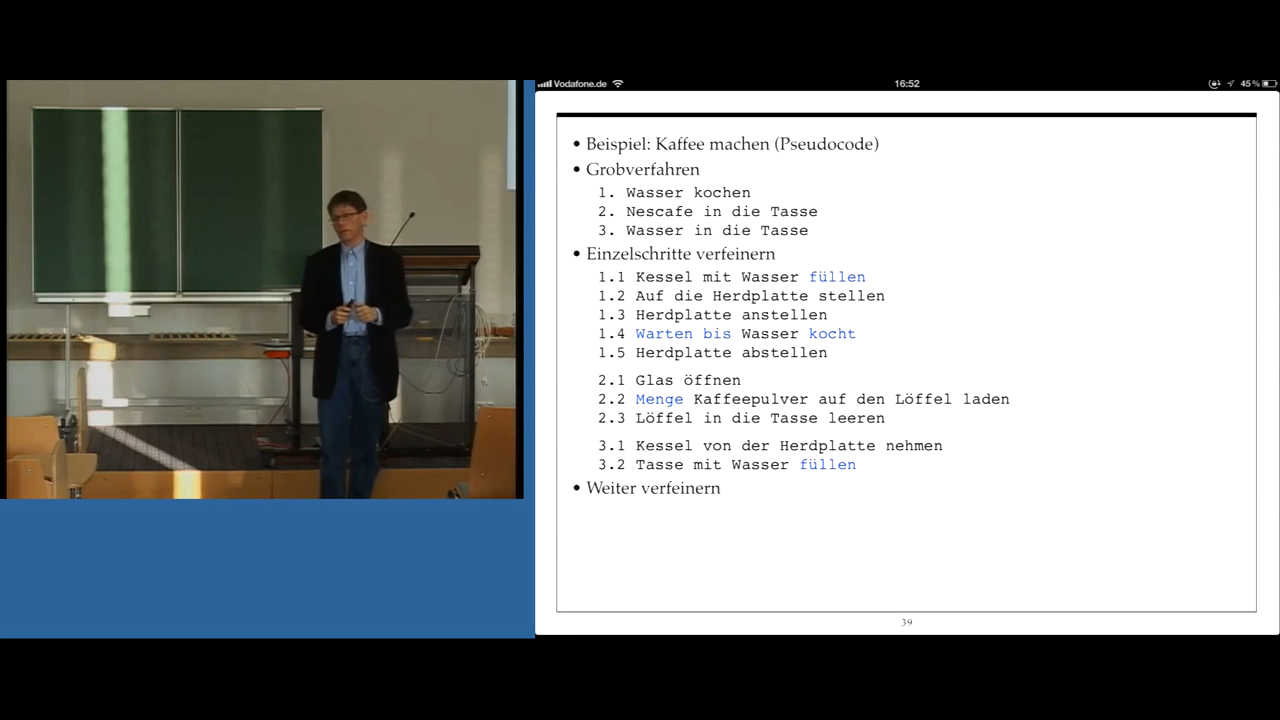 Vodafone.de
16:52
45%
• Beispiel: Kaffee machen (Pseudocode)
• Grobverfahren
1. Wasser kochen
2. Nescafe in die Tasse
3. Wasser in die Tasse
• Einzelschritte verfeinern
1.1 Kessel mit Wasser füllen
1.2 Auf die Herdplatte stellen
1.3 Herdplatte anstellen
1.4 Warten bis Wasser kocht
1.5 Herdplatte abstellen
2.1 Glas öffnen
2.2 Menge Kaffeepulver auf den Löffel laden
2.3 Löffel in die Tasse leeren
3.1 Kessel von der Herdplatte nehmen
3.2 Tasse mit Wasser füllen
• Weiter verfeinern
39